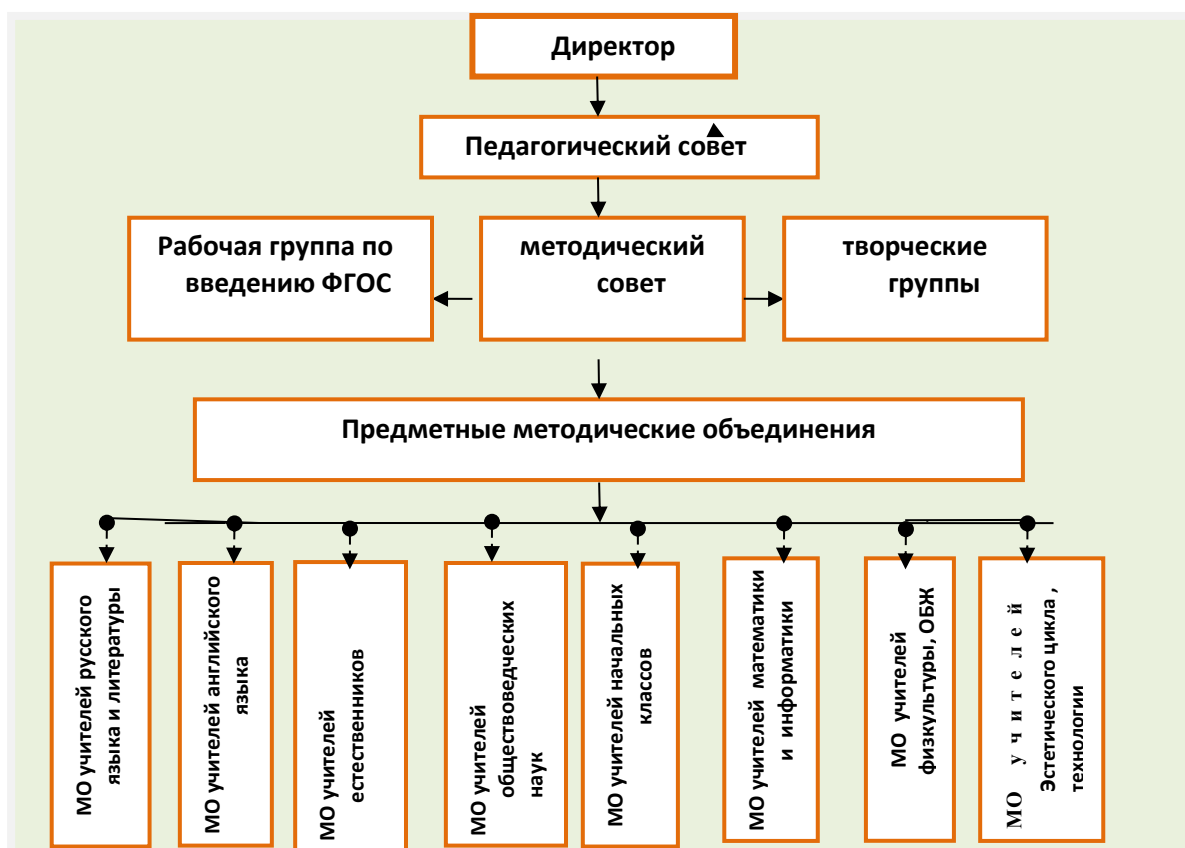 Директор
Педагогический совет
Рабочая группа по
введению ФГОС
методический
совет
творческие
группы
Предметные методические объединения
МО учителей русского
языка и литературы
МО учителей английского
языка
МО учителей
естественников
МО учителей
обществоведческих
наук
МО учителей начальных
классов
МО учителей математики
и информатики
МО учителей
физкультуры, ОБЖ
МО учителей
Эстетического цикла ,
технологии